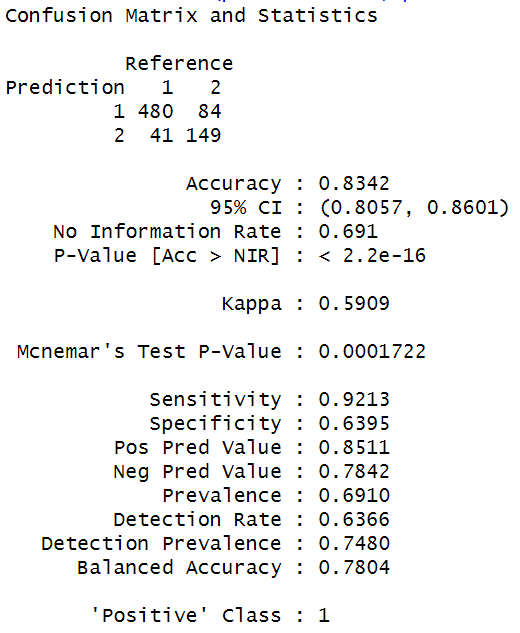 Confusion Matrix and Statistics
Reference
Prediction 1 2
1 480 84
2 41 149
Accuracy : 0.8342
95% CI : (0.8057, 0.8601)
No Information Rate : 0.691
P-Value [Acc > NIR] : < 2.2e-16
Kappa : 0.5909
Mcnemar's Test P-Value : 0.0001722
Sensitivity : 0.9213
Specificity : 0.6395
Pos Pred Value : 0.8511
Neg Pred Value : 0.7842
Prevalence : 0.6910
Detection Rate : 0.6366
Detection Prevalence : 0.7480
Balanced Accuracy : 0.7804
'Positive' Class : 1